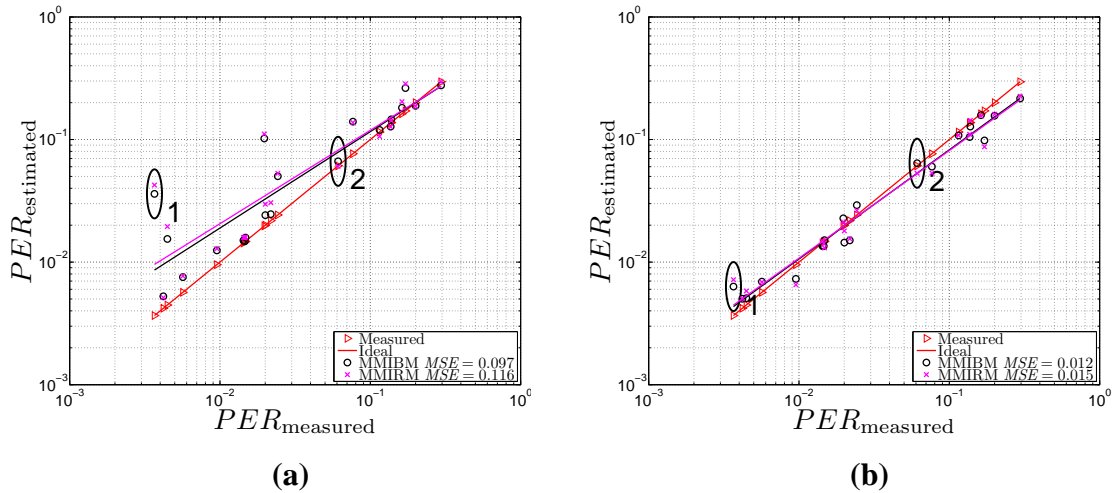 10^0
10^-1
10^-2
10^-3
PER_estimated
1
2
Measured
Ideal
MMIBM MSE = 0.097
MMIRM MSE = 0.116
10^-3 10^-2 10^-1 10^0
PER_measured
(a)
10^0
10^-1
10^-2
10^-3
PER_estimated
2
1
Measured
Ideal
MMIBM MSE = 0.012
MMIRM MSE = 0.015
10^-3 10^-2 10^-1 10^0
PER_measured
(b)